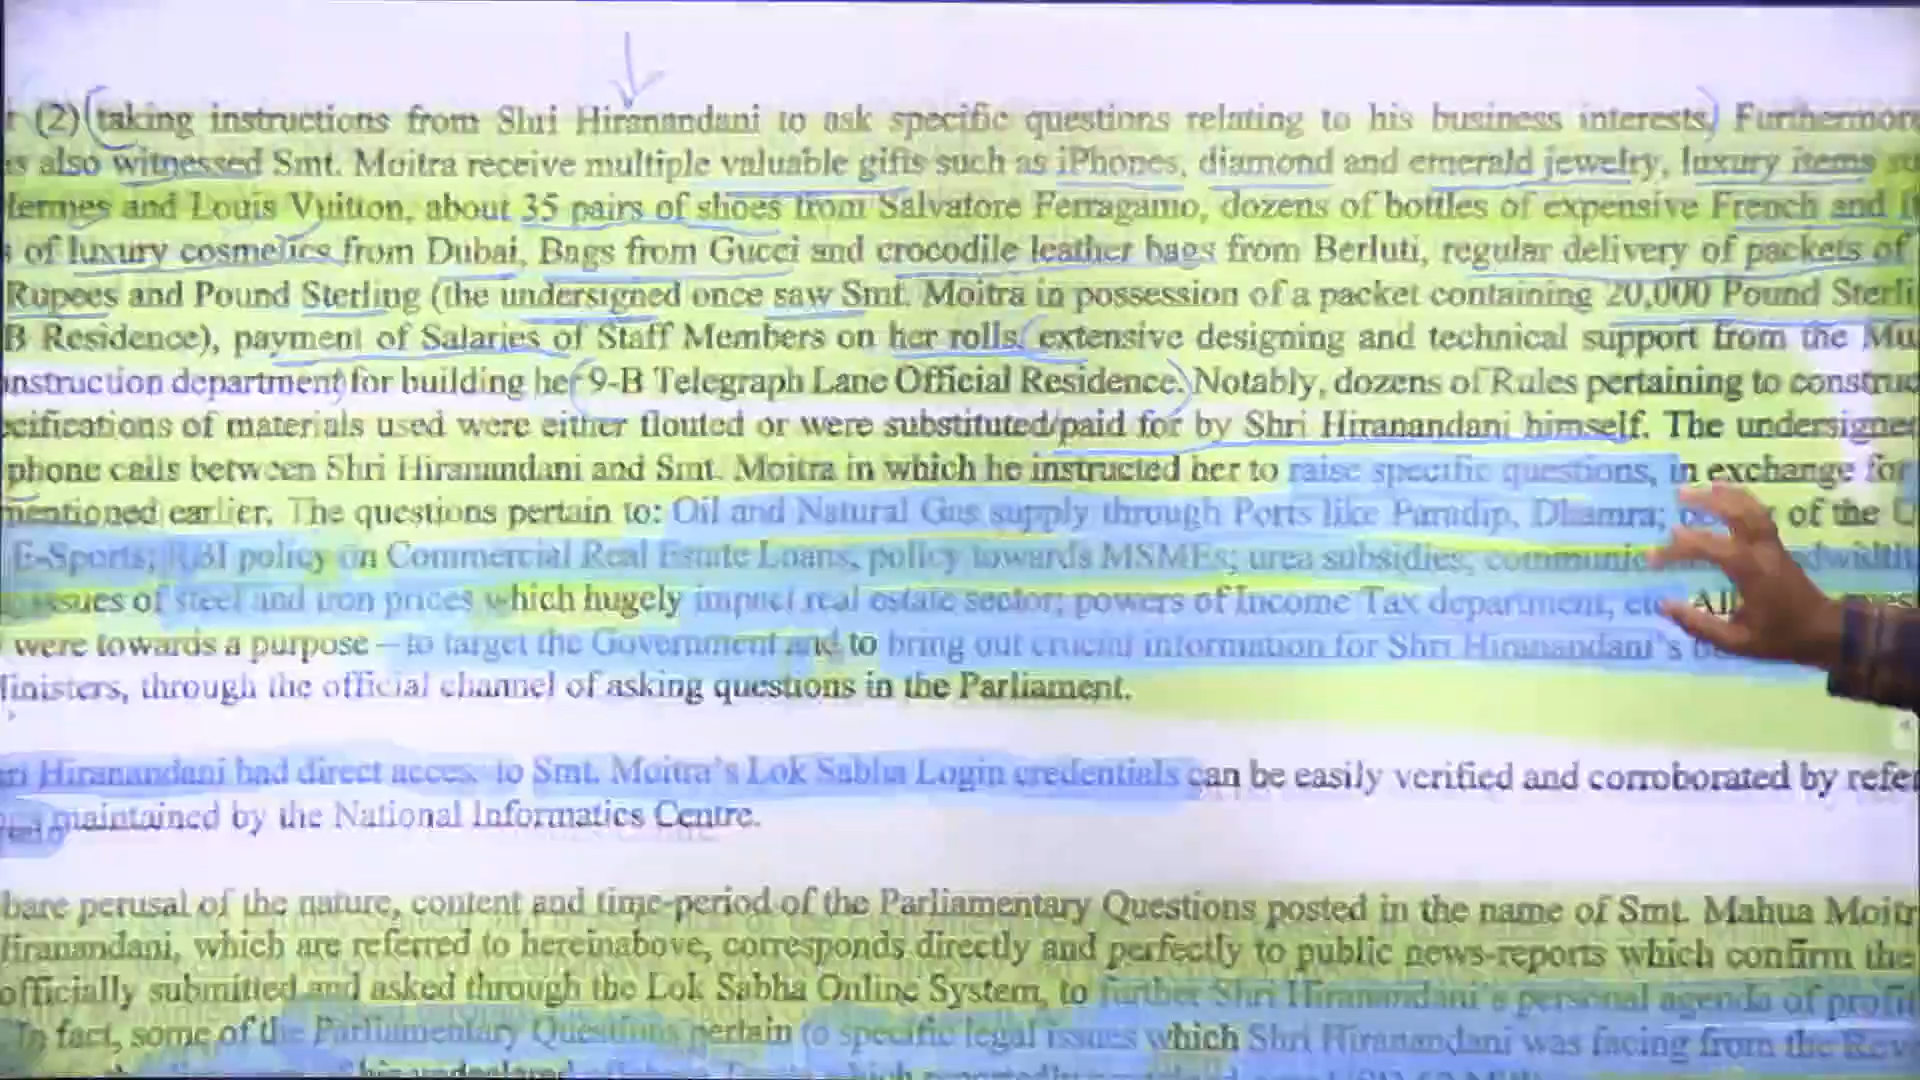 (2) taking instructions from Shri Hiranandani to ask specific questions relating to his business interests) Furthermore
also witnessed Smt. Moitra receive multiple valuable gifts such as iPhones, diamond and emerald jewelry, luxury items
and Louis Vuitton, about 35 pairs of shoes from Salvatore Ferragamo, dozens of bottles of expensive French and
of luxury cosmetics from Dubai, Bags from Gucci and crocodile leather bags from Berluti, regular delivery of packets of
Rupees and Pound Sterling (the undersigned once saw Smt. Moitra in possession of a packet containing 20,000 Pound Sterli
B Residence), payment of Salaries of Staff Members on her rolls, extensive designing and technical support from the Mu
nstruction department for building her 9-B Telegraph Lane Official Residence. Notably, dozens of Rules pertaining to construc
cifications of materials used were either flouted or were substituted/paid for by Shri Hiranandani himself. The undersigned
phone calls between Shri Hiranandani and Smt. Moitra in which he instructed her to raise specific questions, in exchange for
mentioned earlier. The questions pertain to: Oil and Natural Gas supply through Ports like Paradip, Dhamra; of the
E-Sports; RBI policy on Commercial Real Estate Loans, policy towards MSMEs; urea subsidies, communic dwidth
issues of steel and iron prices which hugely impact real estate sector; powers of Income Tax department, etc. All
were towards a purpose – to target the Government and to bring out crucial information for Shri Hiranandani's
inisters, through the official channel of asking questions in the Parliament.
ri Hiranandani had direct access to Smt. Moitra's Lok Sabha Login credentials can be easily verified and corroborated by refer
maintained by the National Informatics Centre.
bare perusal of the nature, content and time-period of the Parliamentary Questions posted in the name of Smt. Mahua Moitr
iranandani, which are referred to hereinabove, corresponds directly and perfectly to public news-reports which confirm the
officially submitted and asked through the Lok Sabha Online System, to further Shri Hiranandani's personal agenda of profit
In fact, some of the Parliamentary Questions pertain to specific legal issues which Shri Hiranandani was facing from the Rev